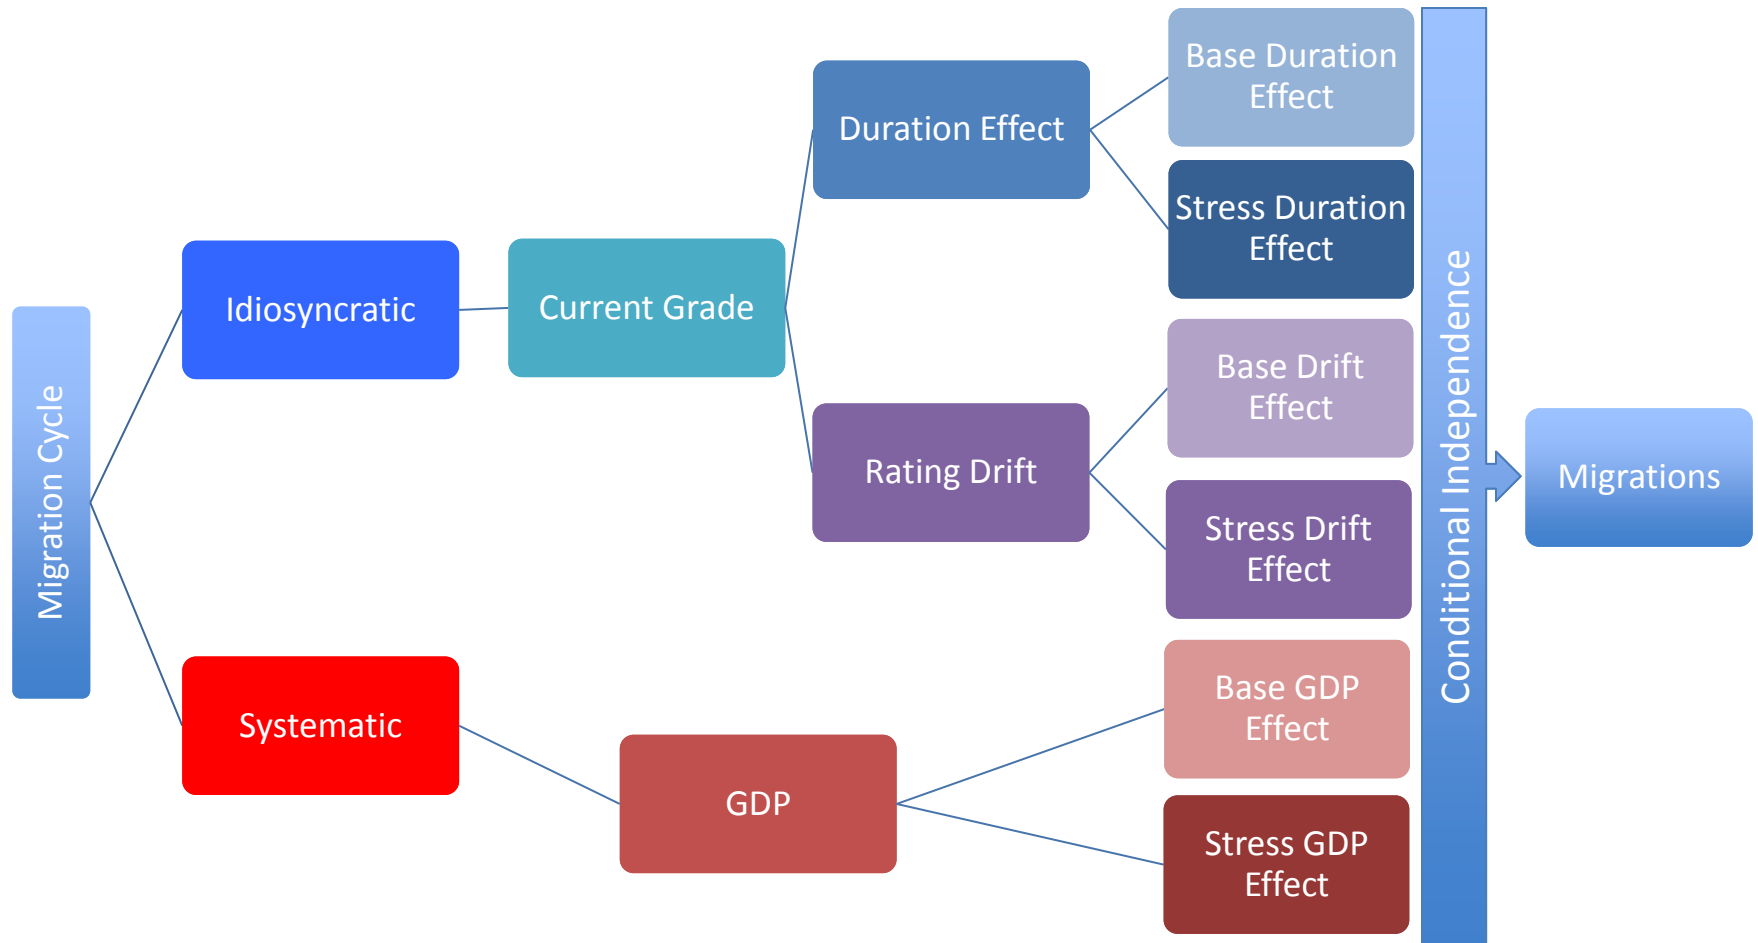 Migration Cycle
Idiosyncratic
Systematic
Current Grade
GDP
Duration Effect
Rating Drift
Base Duration
Effect
Stress Duration
Effect
Base Drift
Effect
Stress Drift
Effect
Base GDP
Effect
Stress GDP
Effect
Conditional Independence
Migrations